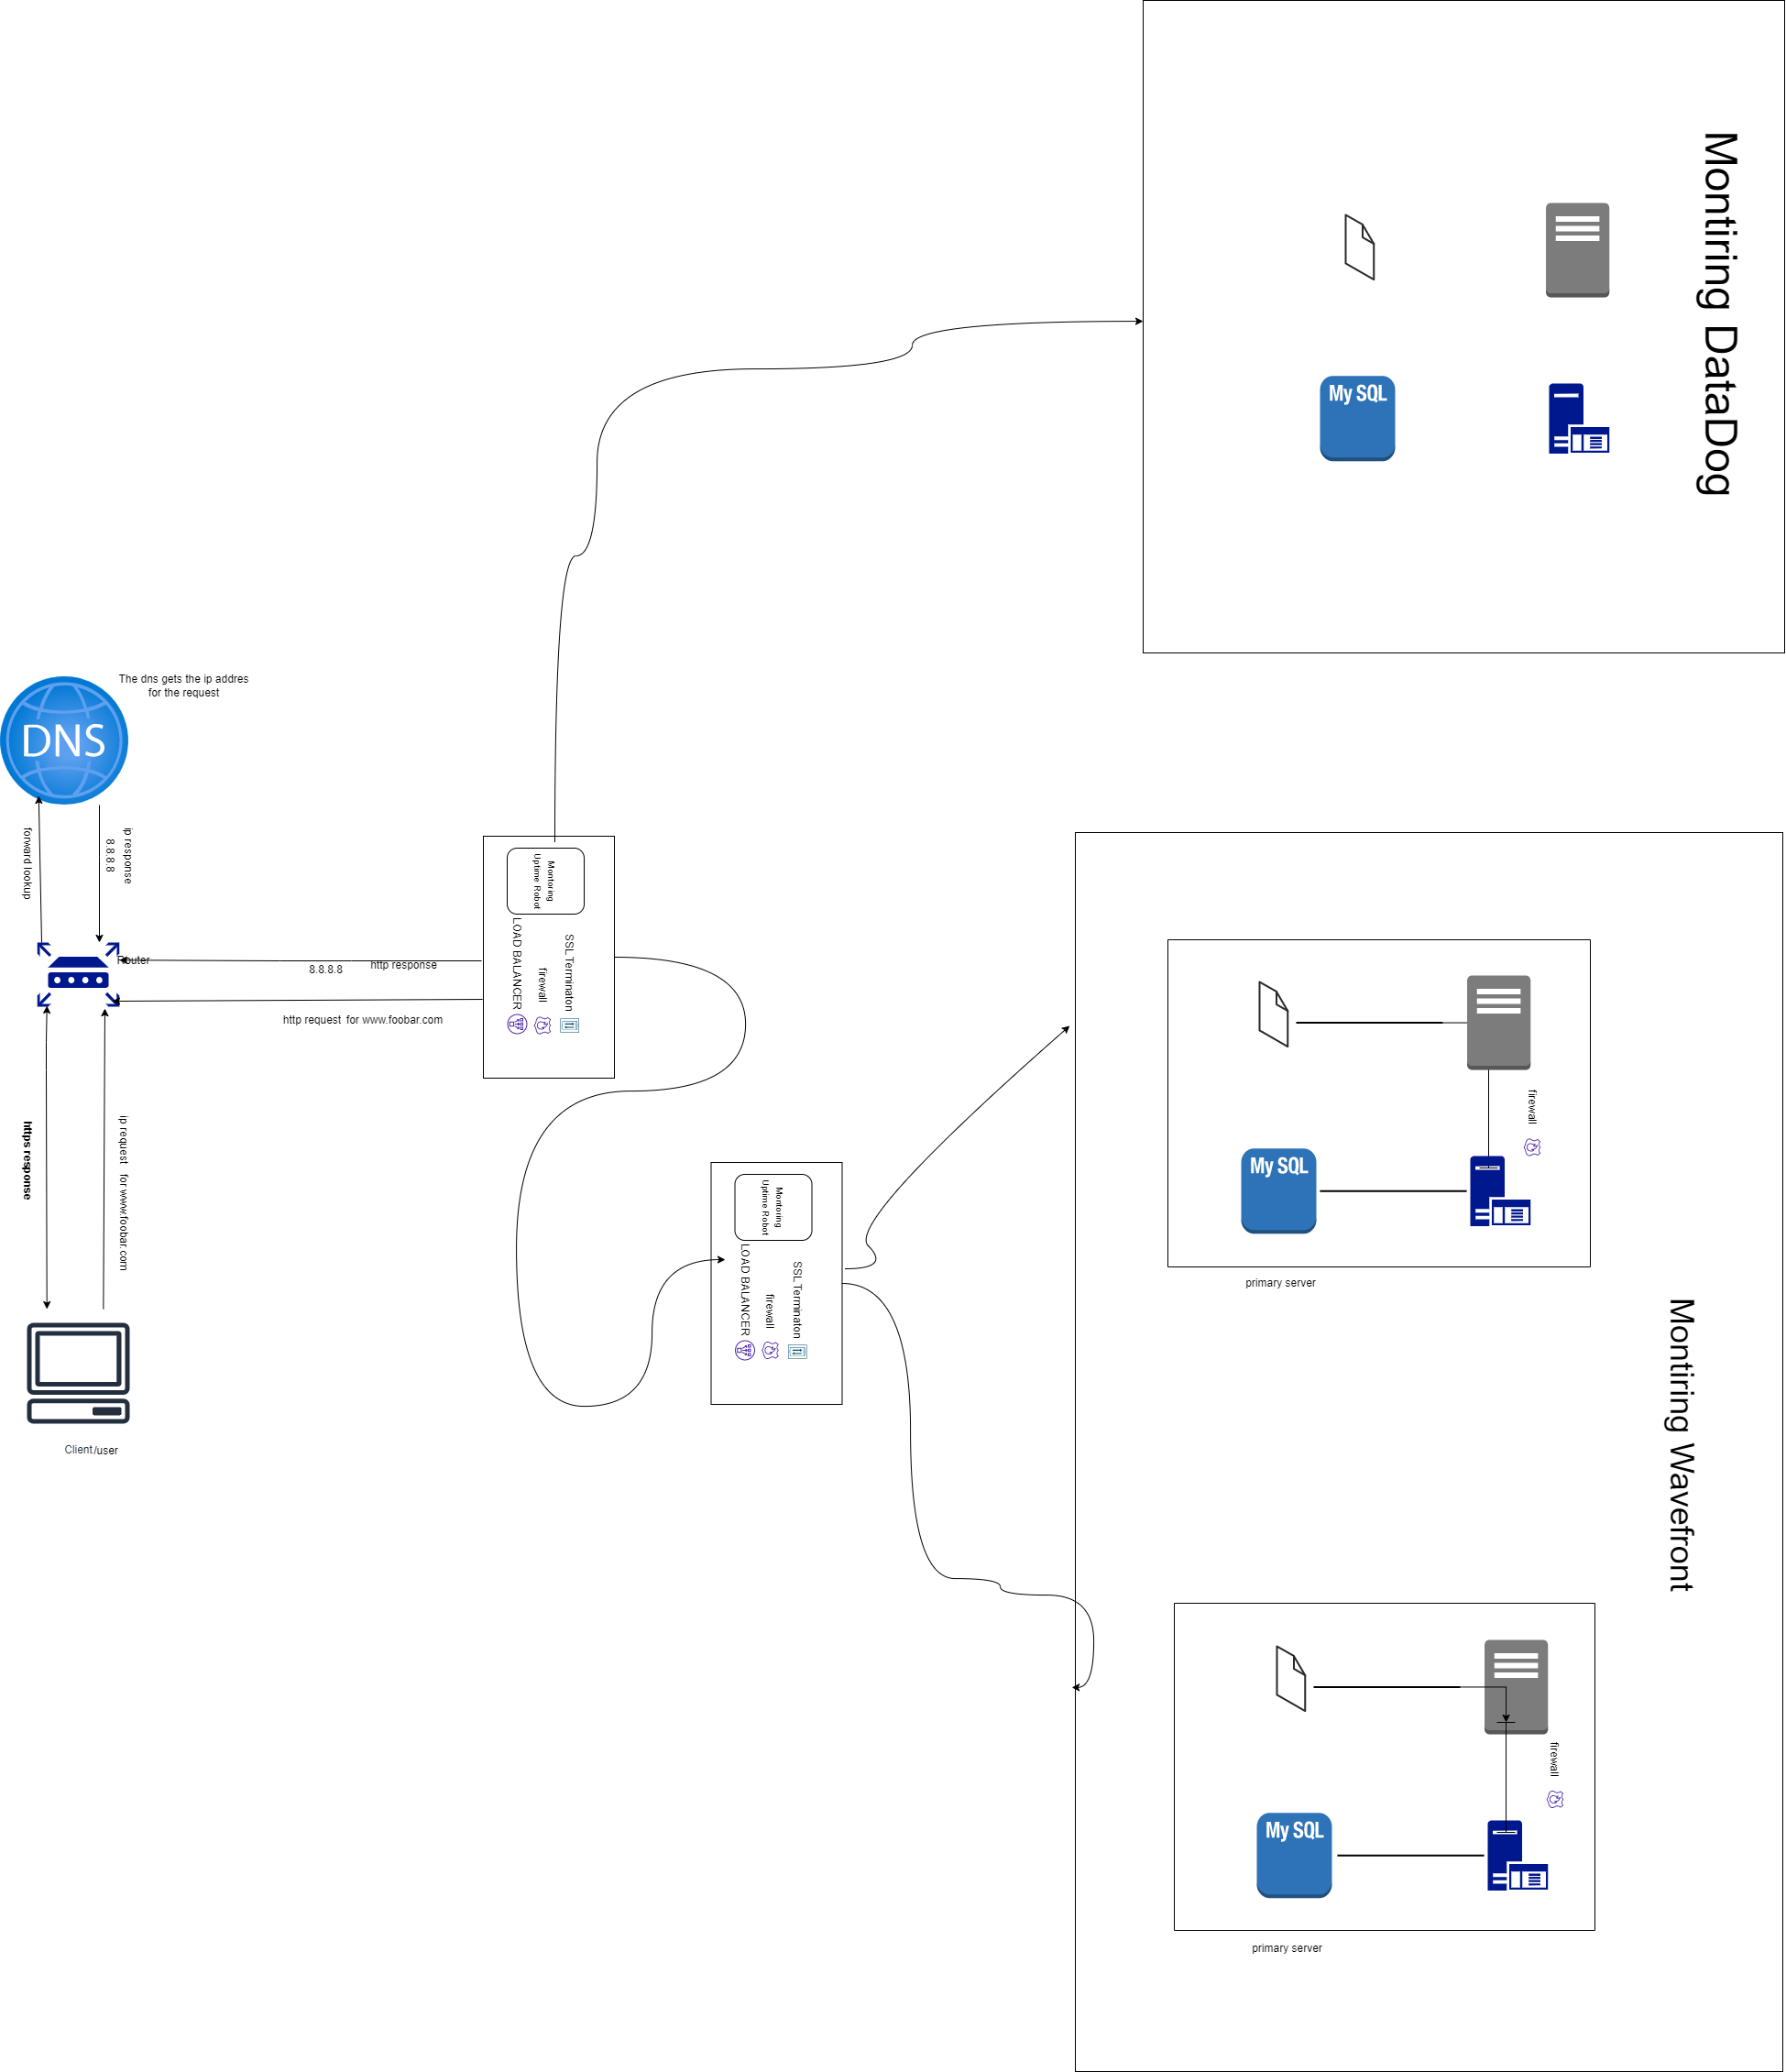 Montiring DataDog
My SQL
The dns gets the ip addres
for the request
DNS
forward lookup
ip response
8.8.8.8
Router
8.8.8.8
http response
http request for www.foobar.com
https response
ip request for www.foobar.com
Client/user
Montoring
Uptime Robot
LOAD BALANCER
firewall
SSL Terminaton
Montoring
Uptime Robot
LOAD BALANCER
firewall
SSL Terminaton
firewall
My SQL
primary server
Montiring Wavefront
firewall
My SQL
primary server